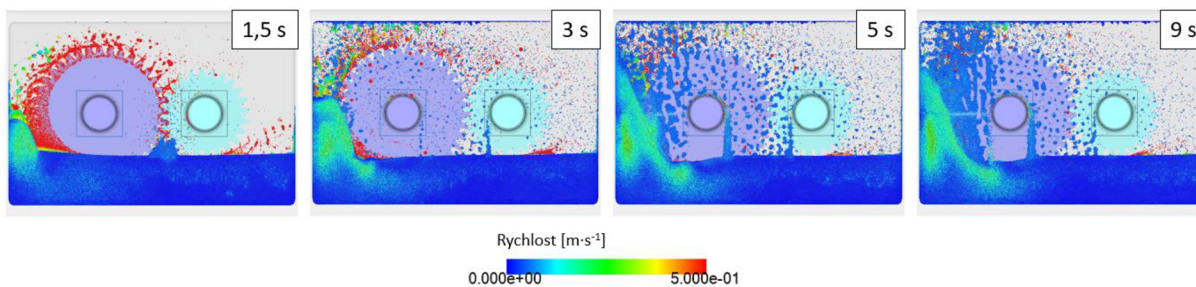 1,5 s
3 s
5 s
9 s
Rychlost [m·s⁻¹]
0.000e+00
5.000e-01